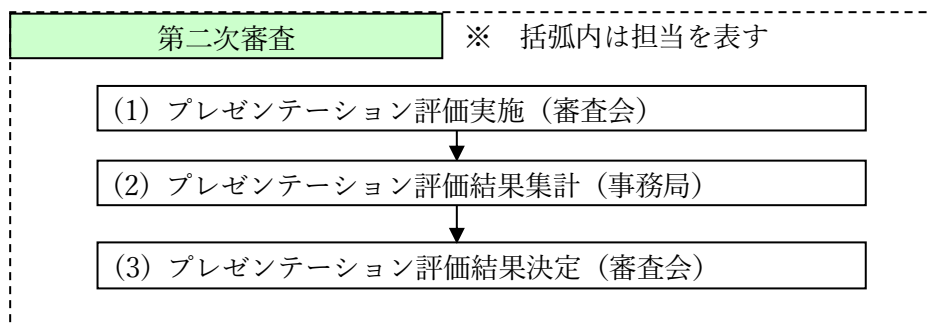 第二次審査 ※ 括弧内は担当を表す
(1) プレゼンテーション評価実施（審査会）
(2) プレゼンテーション評価結果集計（事務局）
(3) プレゼンテーション評価結果決定（審査会）